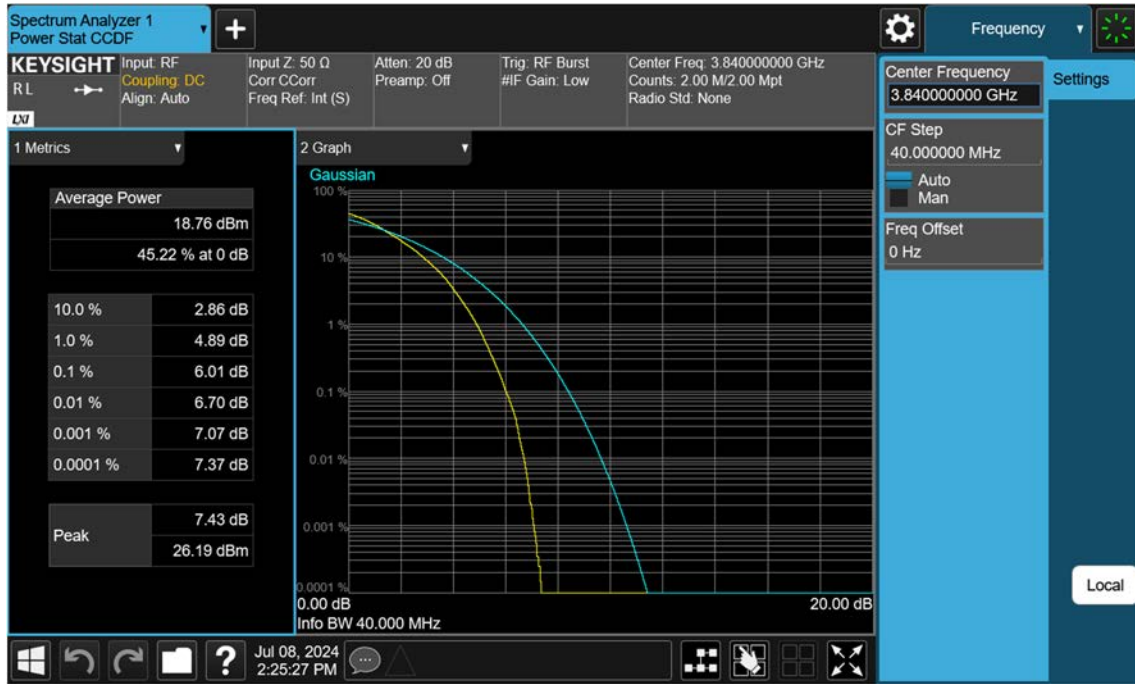 Spectrum Analyzer 1
Power Stat CCDF
+
Frequency
KEYSIGHT
RL
LXI
Input: RF
Coupling: DC
Align: Auto
Input Z: 50 Ω
Corr CCorr
Freq Ref: Int (S)
Atten: 20 dB
Preamp: Off
Trig: RF Burst
#IF Gain: Low
Center Freq: 3.840000000 GHz
Counts: 2.00 M/2.00 Mpt
Radio Std: None
Center Frequency
3.840000000 GHz
Settings
CF Step
40.000000 MHz
Auto
Man
Freq Offset
0 Hz
Local
1 Metrics
Average Power
18.76 dBm
45.22 % at 0 dB
10.0 % 2.86 dB
1.0 % 4.89 dB
0.1 % 6.01 dB
0.01 % 6.70 dB
0.001 % 7.07 dB
0.0001 % 7.37 dB
Peak
7.43 dB
26.19 dBm
2 Graph
Gaussian
100 %
10 %
1 %
0.1 %
0.01 %
0.001 %
0.0001 %
0.00 dB 20.00 dB
Info BW 40.000 MHz
?
Jul 08, 2024
2:25:27 PM